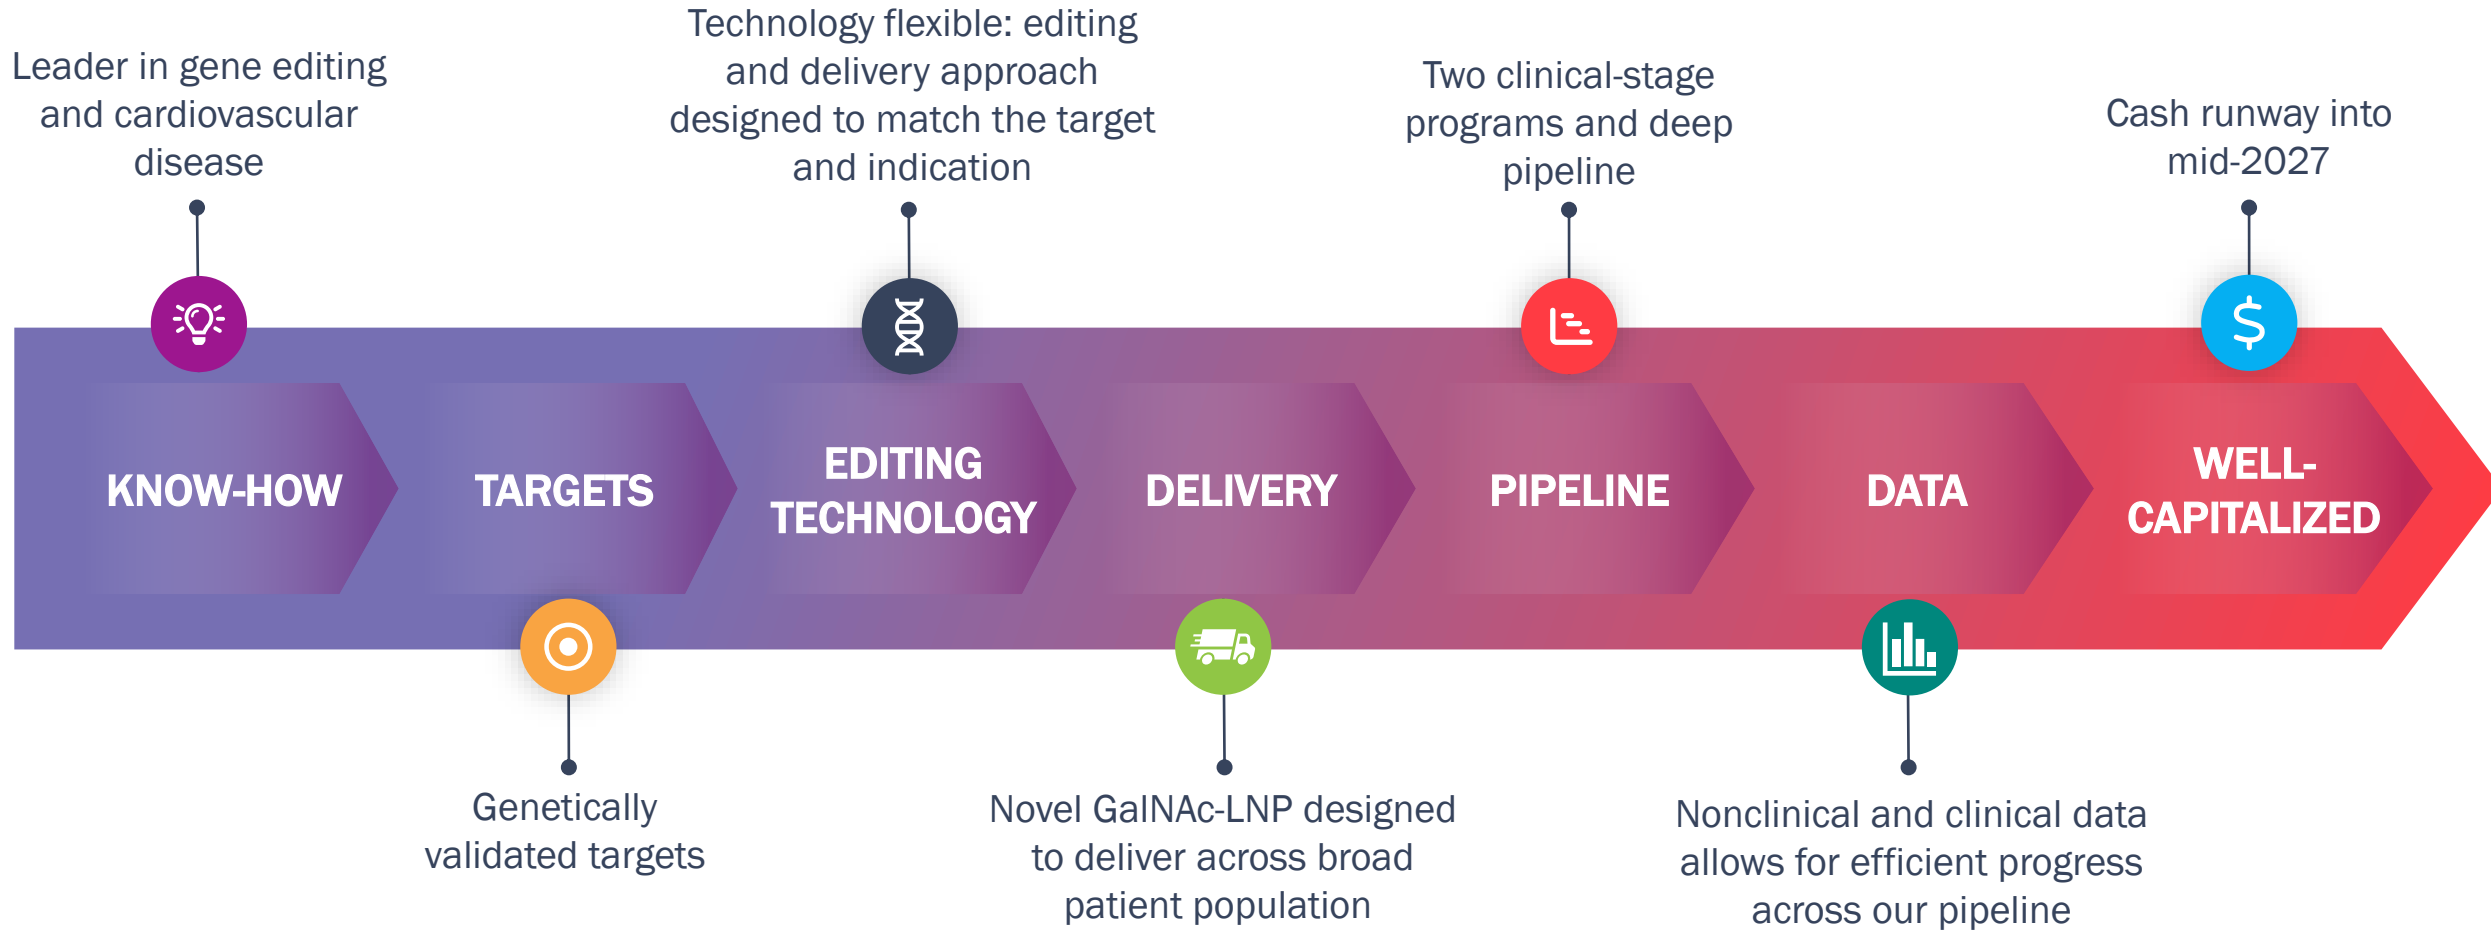 Leader in gene editing
and cardiovascular
disease
Technology flexible: editing
and delivery approach
designed to match the target
and indication
Two clinical-stage
programs and deep
pipeline
Cash runway into
mid-2027
KNOW-HOW
TARGETS
EDITING
TECHNOLOGY
DELIVERY
PIPELINE
DATA
WELL-
CAPITALIZED
Genetically
validated targets
Novel GalNAc-LNP designed
to deliver across broad
patient population
Nonclinical and clinical data
allows for efficient progress
across our pipeline